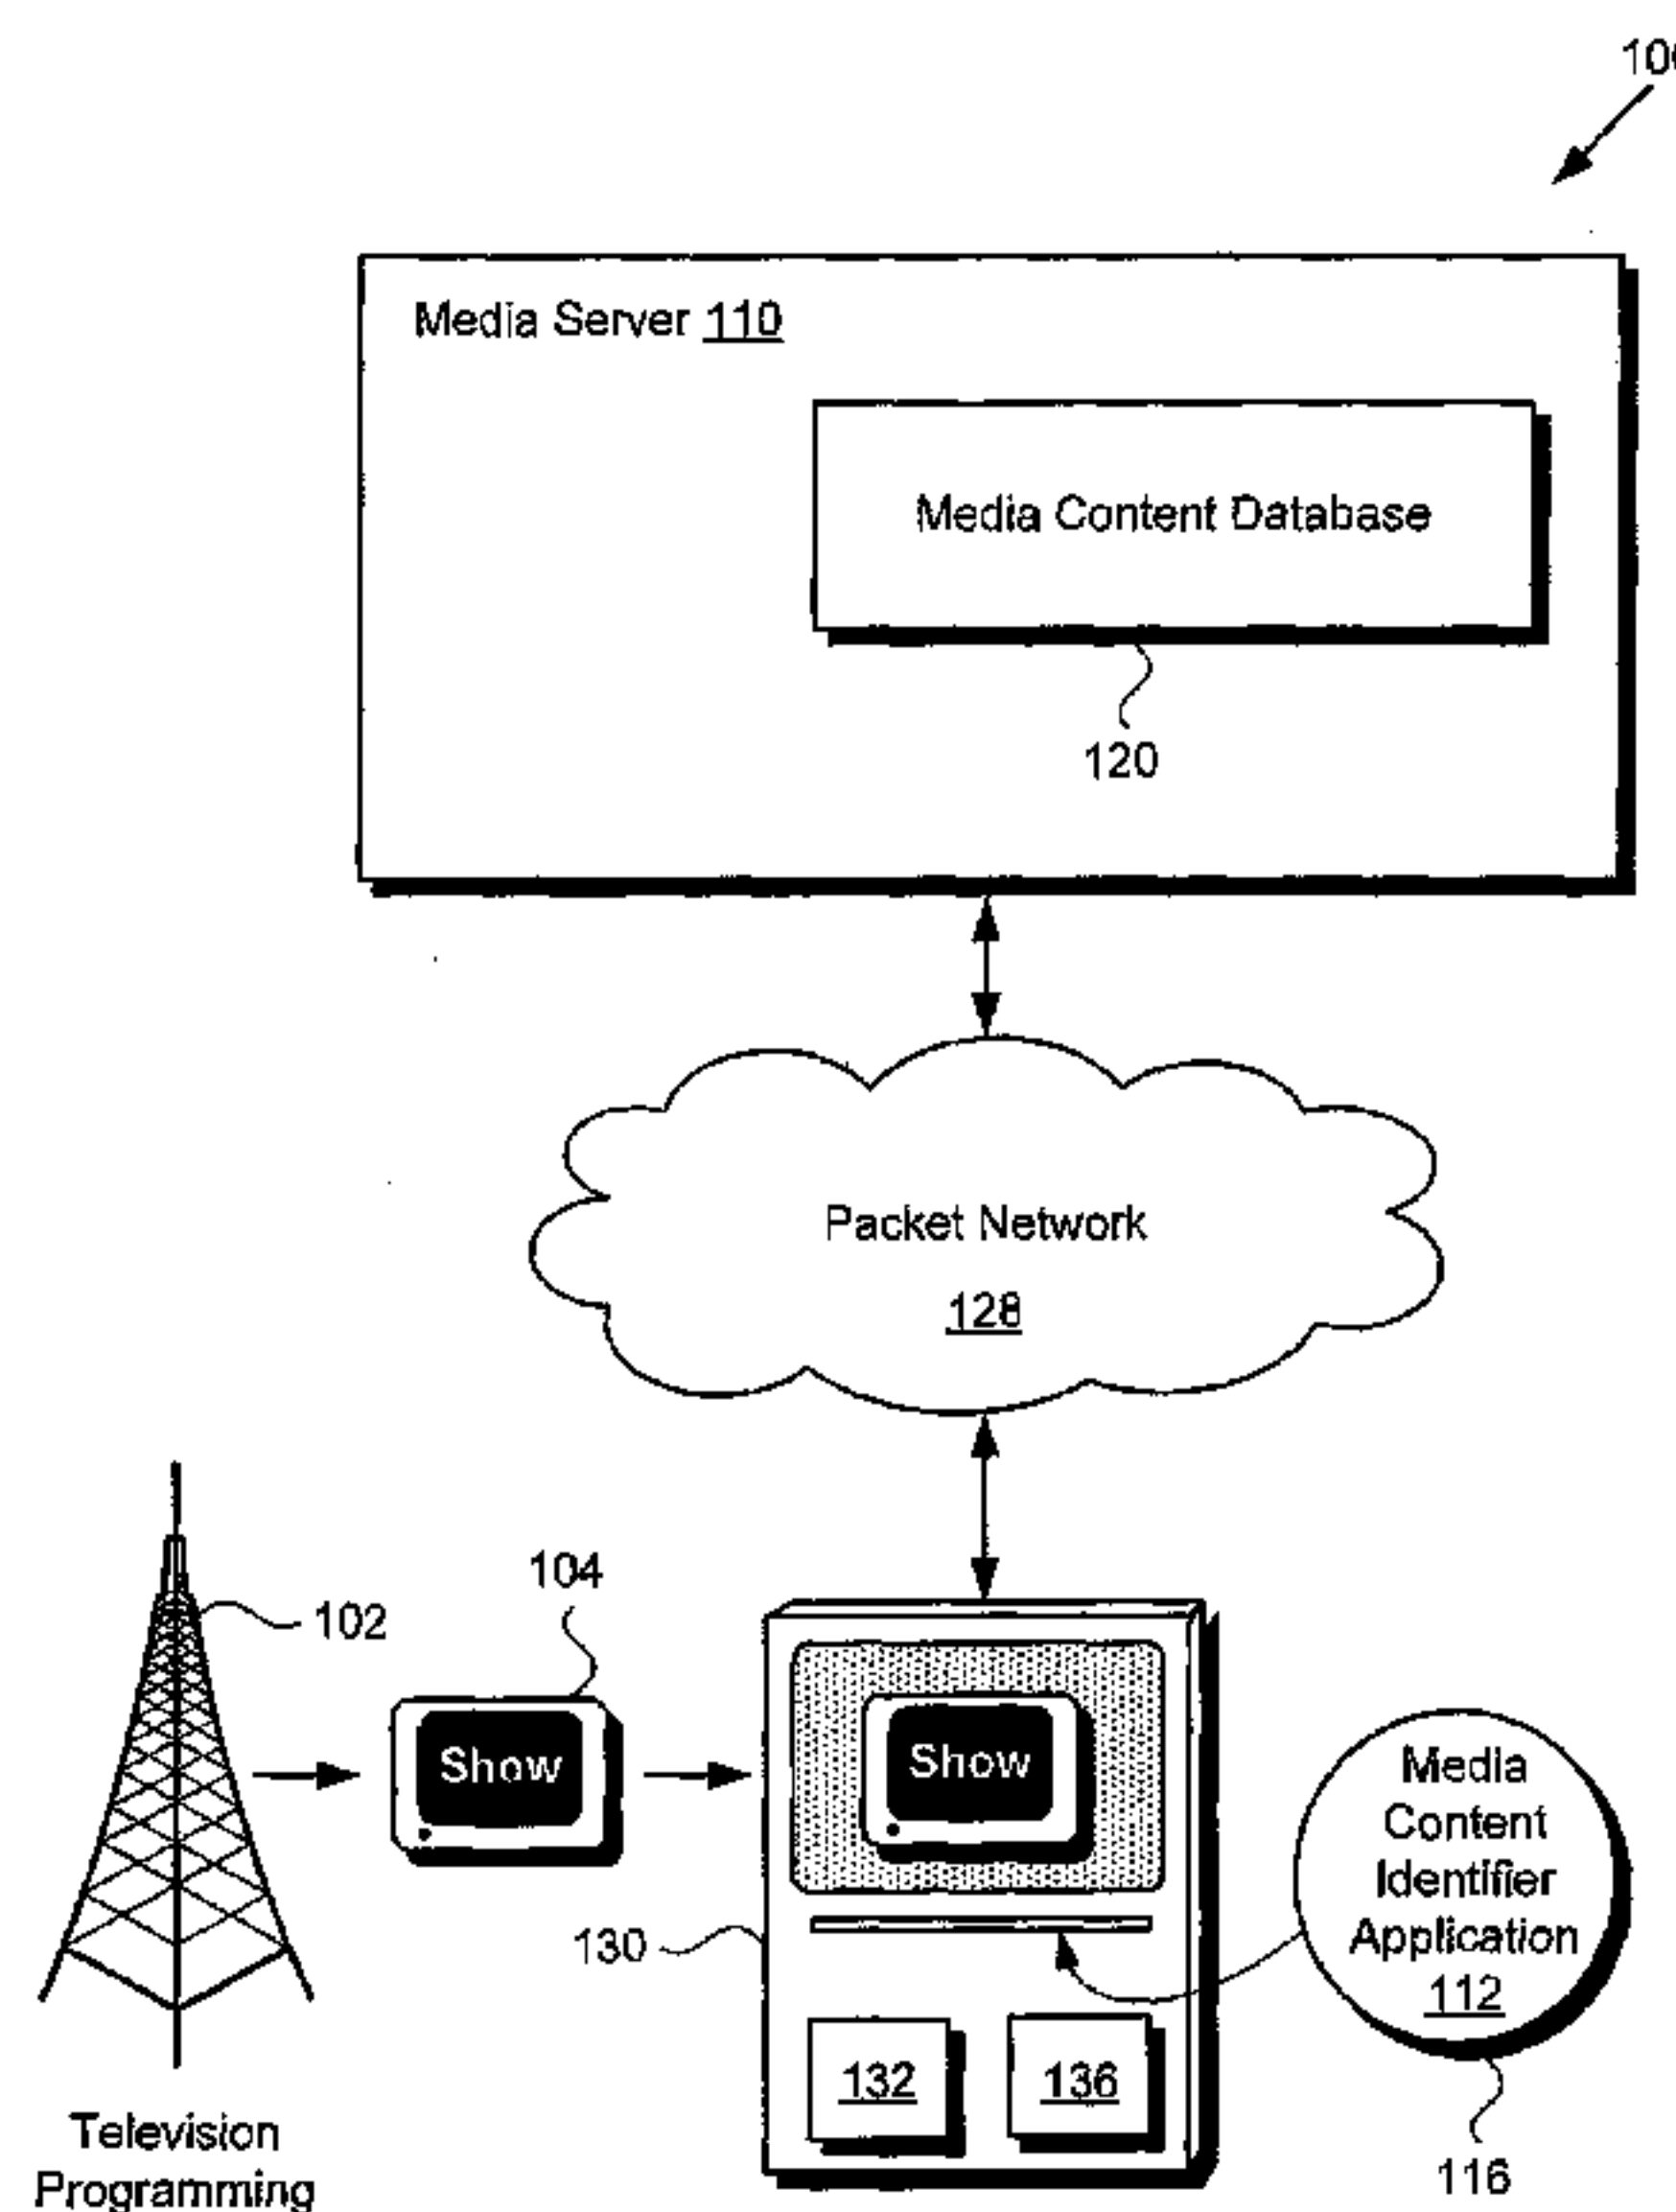 Media Server 110
Media Content Database
120
Packet Network
128
104
102
Show
Show
Media
Content
Identifier
Application
112
130
132
136
116
Television
Programming